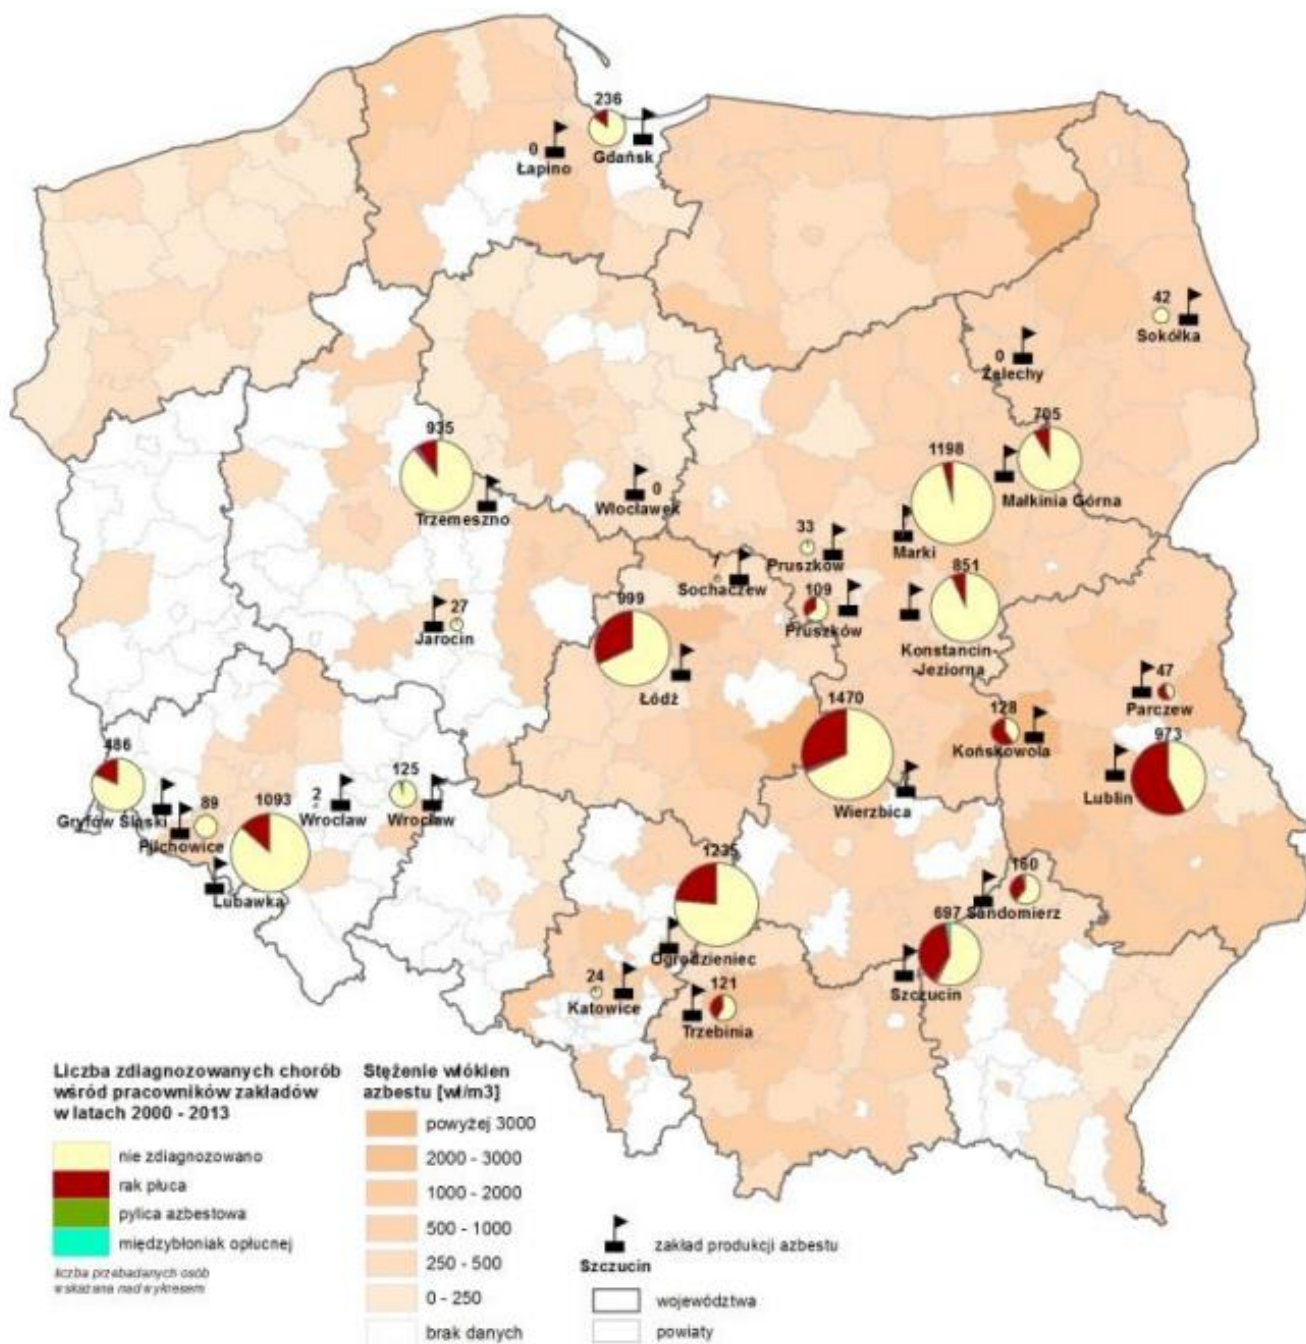 236
0
Łapino
Gdańsk
42
Sokółka
0
Żelechy
935
705
1198
Trzemeszno
0
Włocławek
Małkinia Górna
Marki
33
Pruszków
7
Sochaczew
851
109
Pruszków
999
27
Jarocin
Konstancin-
Jeziorna
Łódź
47
Parczew
1470
128
Końskowola
973
486
Lublin
125
2
Wrocław
Wrocław
Wierzbica
89
1093
Gryfów Śląski
Pilchowice
Lubawka
1235
160
Sandomierz
697
Ogrodzieniec
Szczucin
24
Katowice
121
Trzebinia
Liczba zdiagnozowanych chorób
wśród pracowników zakładów
w latach 2000 - 2013
nie zdiagnozowano
rak płuca
pylica azbestowa
międzybłoniak opłucnej
liczba przebadanych osób
wskazana nad wykresem
Stężenie włókien
azbestu [wł/m3]
powyżej 3000
2000 - 3000
1000 - 2000
500 - 1000
250 - 500
0 - 250
brak danych
zakład produkcji azbestu
Szczucin
województwa
powiaty